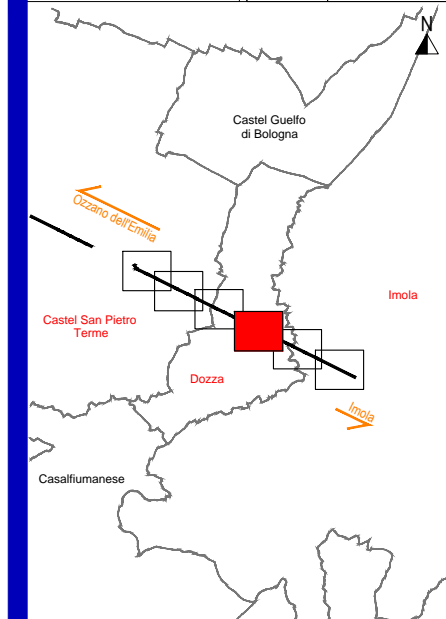 N
Castel Guelfo
di Bologna
Ozzano dell'Emilia
Imola
Castel San Pietro
Terme
Dozza
Imola
Casalfiumanese